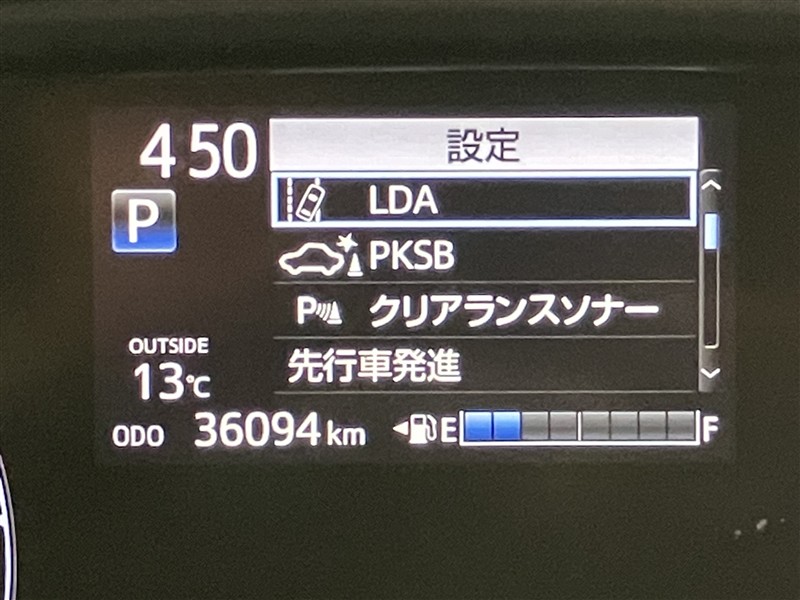 4 50
設定
P
LDA
PKSB
P クリアランスソナー
先行車発進
OUTSIDE
13℃
ODO 36094 km
E F